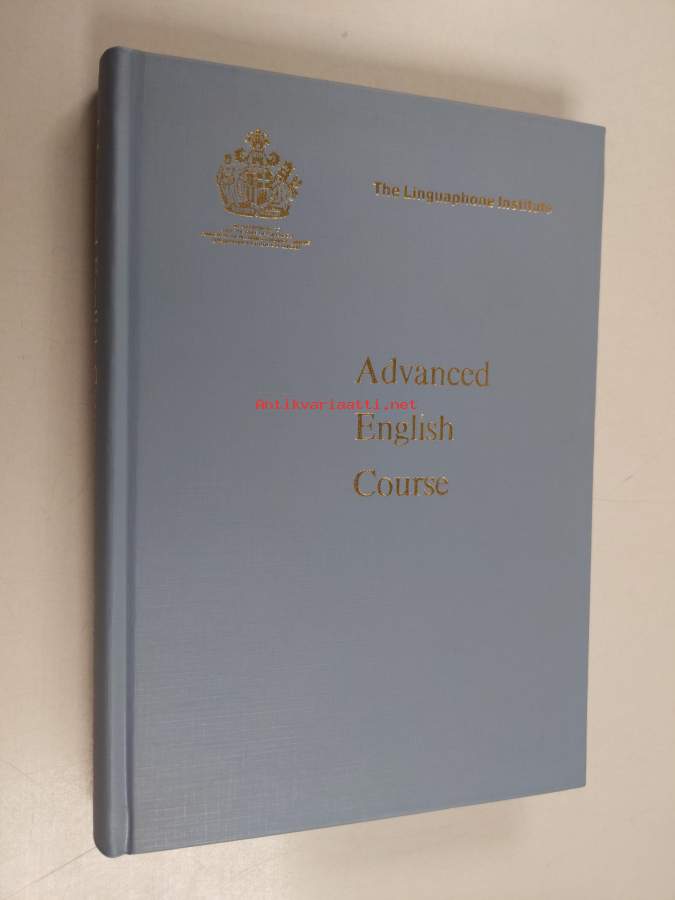 The Linguaphone Institute
Advanced
Antikvariaatti.net
English
Course